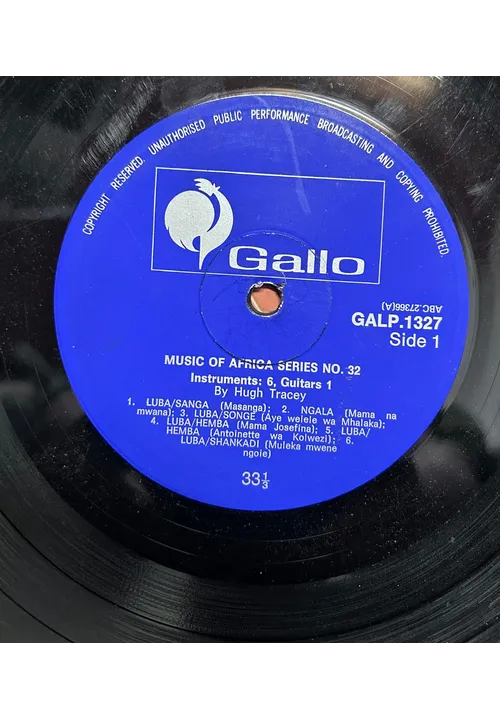 COPYRIGHT RESERVED. UNAUTHORISED PUBLIC PERFORMANCE BROADCASTING AND COPYING PROHIBITED.
Gallo
ABC.27366(A)
GALP.1327
Side 1
MUSIC OF AFRICA SERIES NO. 32
Instruments: 6, Guitars 1
By Hugh Tracey
1. LUBA/SANGA (Masanga); 2. NGALA (Mama na
mwana); 3. LUBA/SONGE (Aye welele wa Mhalaka);
4. LUBA/HEMBA (Mama Josefina); 5. LUBA/
HEMBA (Antoinette wa Kolwezi); 6.
LUBA/SHANKADI (Muleka mwene
ngoie)
33⅓